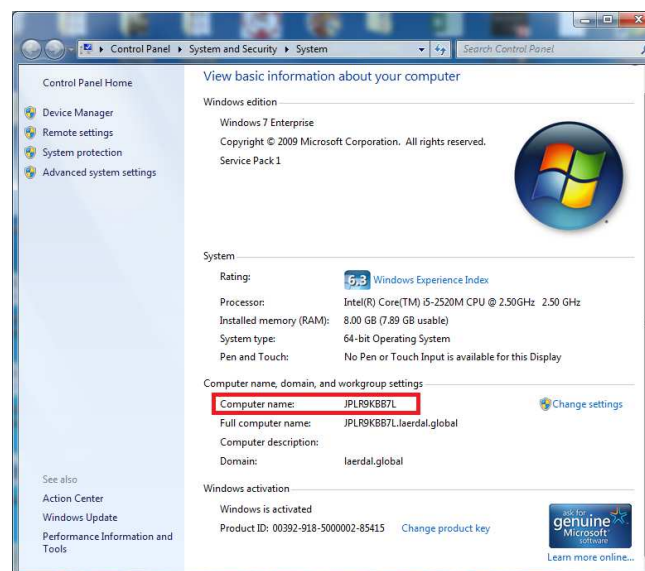 Control Panel ▸ System and Security ▸ System
Search Control Panel
Control Panel Home
Device Manager
Remote settings
System protection
Advanced system settings
See also
Action Center
Windows Update
Performance Information and
Tools
View basic information about your computer
Windows edition
Windows 7 Enterprise
Copyright © 2009 Microsoft Corporation. All rights reserved.
Service Pack 1
System
Rating: 6,3 Windows Experience Index
Processor: Intel(R) Core(TM) i5-2520M CPU @ 2.50GHz 2.50 GHz
Installed memory (RAM): 8.00 GB (7.89 GB usable)
System type: 64-bit Operating System
Pen and Touch: No Pen or Touch Input is available for this Display
Computer name, domain, and workgroup settings
Computer name: JPLR9KBB7L Change settings
Full computer name: JPLR9KBB7L.laerdal.global
Computer description:
Domain: laerdal.global
Windows activation
Windows is activated
Product ID: 00392-918-5000002-85415 Change product key
ask for
genuine
Microsoft
software
Learn more online...